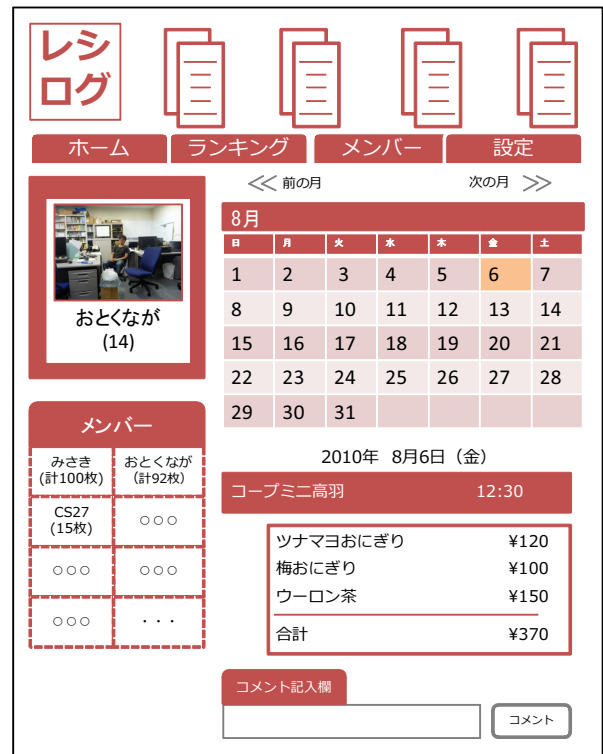 レシ
ログ
ホーム ランキング メンバー 設定
≪ 前の月 次の月 ≫
8月
日 月 火 水 木 金 土
1 2 3 4 5 6 7
8 9 10 11 12 13 14
15 16 17 18 19 20 21
22 23 24 25 26 27 28
29 30 31
おとくなが
(14)
メンバー
みさき
(計100枚)
おとくなが
(計92枚)
CS27
(15枚)
○○○
○○○ ○○○
○○○ ・・・
2010年 8月6日（金）
コープミニ高羽 12:30
ツナマヨおにぎり ¥120
梅おにぎり ¥100
ウーロン茶 ¥150
合計 ¥370
コメント記入欄
コメント